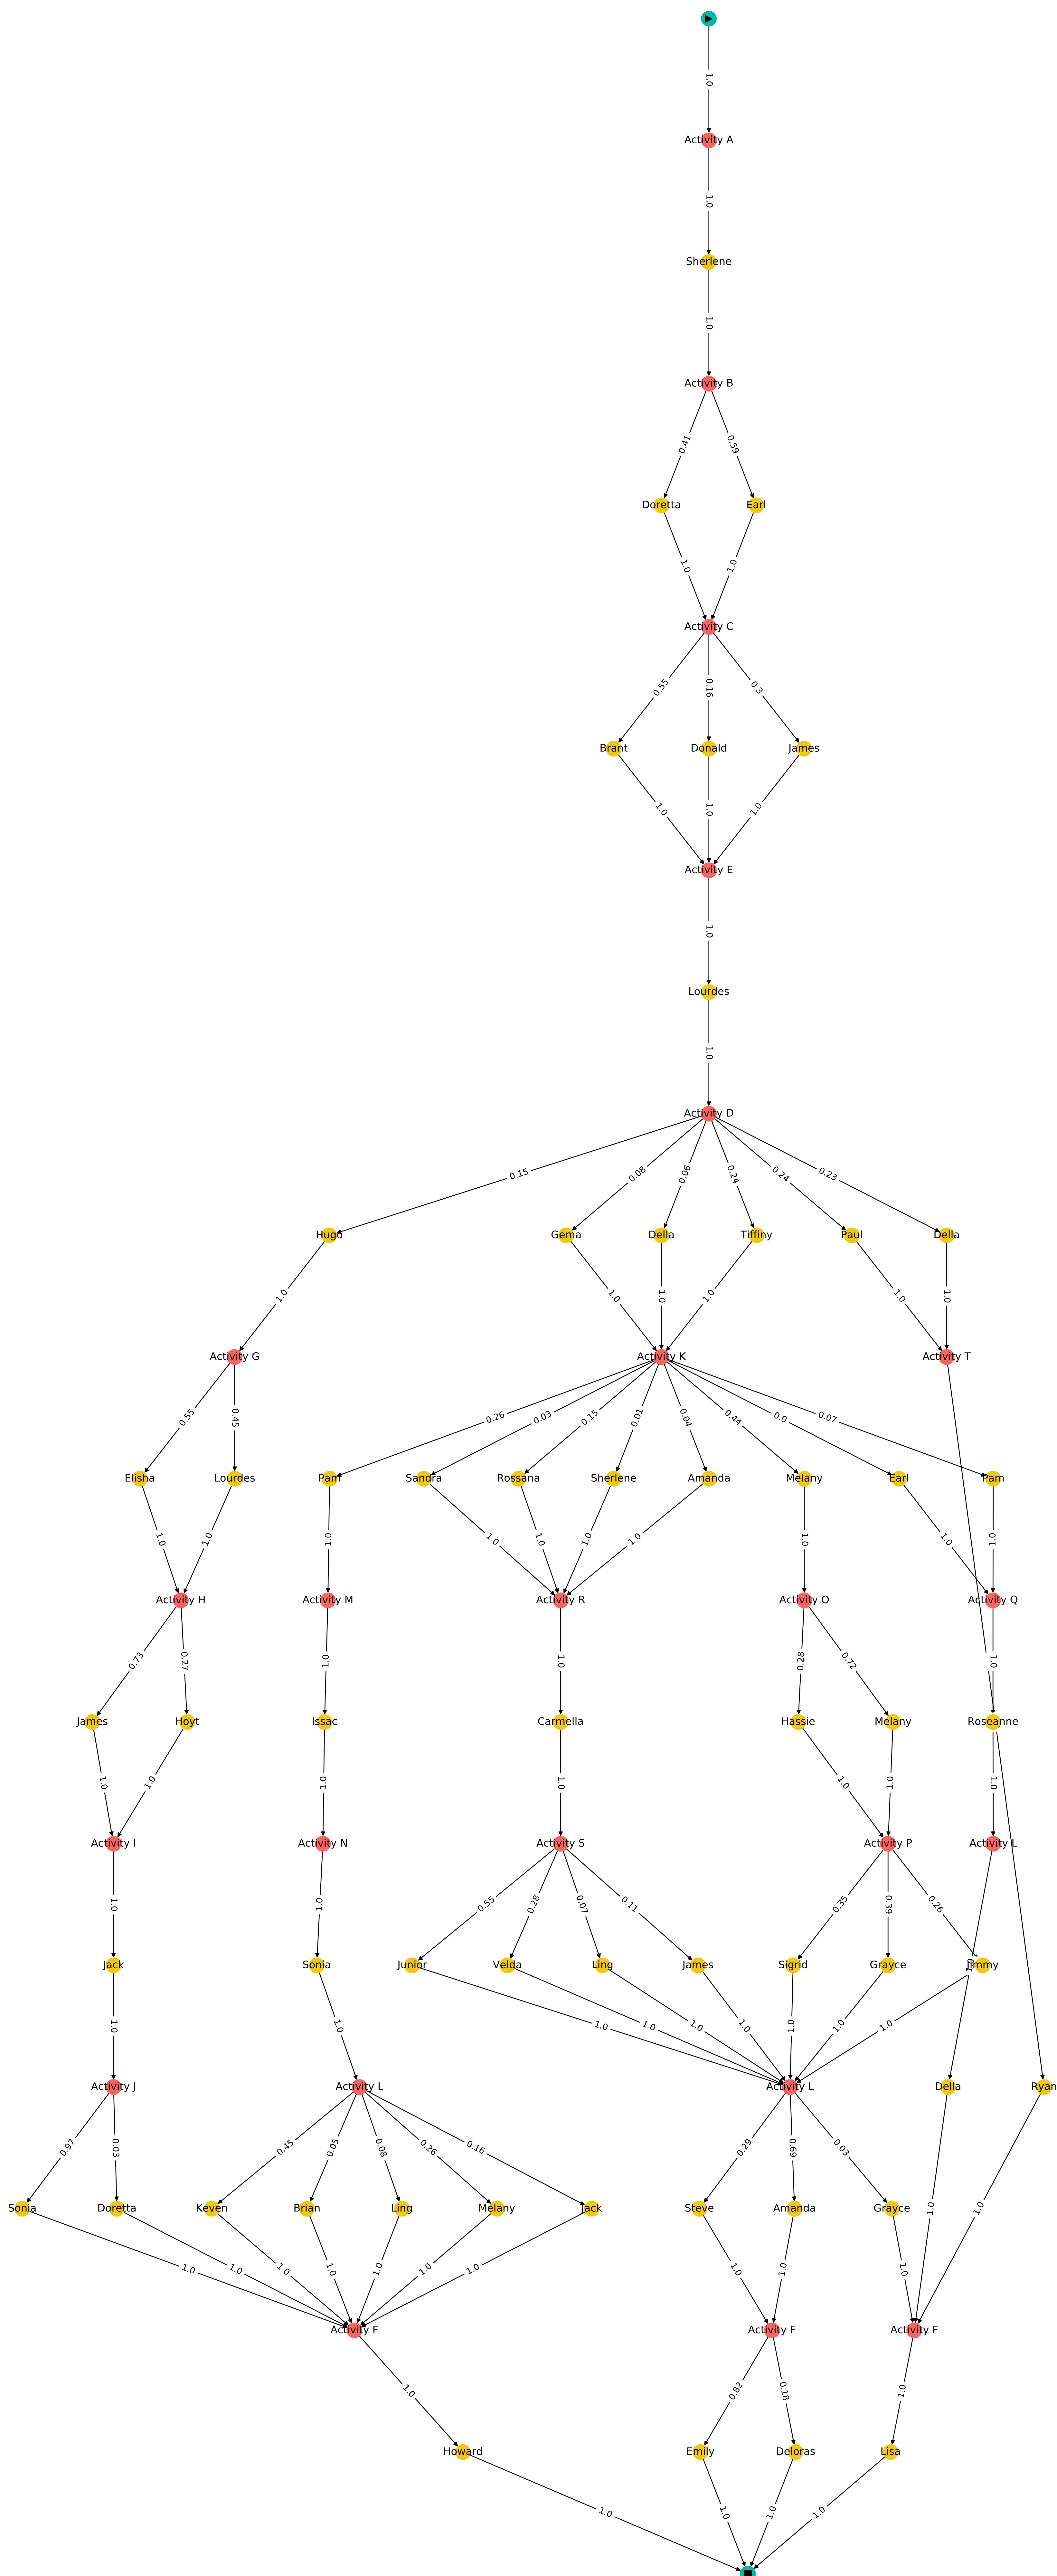 1.0
Activity A
1.0
Sherlene
1.0
Activity B
0.41 0.59
Doretta Earl
1.0 1.0
Activity C
0.55 0.16 0.3
Brant Donald James
1.0 1.0 1.0
Activity E
1.0
Lourdes
1.0
Activity D
0.15 0.08 0.06 0.24 0.24 0.23
Hugo Gema Della Tiffiny Paul Della
1.0 1.0 1.0 1.0 1.0 1.0
Activity G Activity K Activity T
0.55 0.45 0.26 0.03 0.15 0.01 0.04 0.44 0.0 0.07
Elisha Lourdes Pam Sandra Rossana Sherlene Amanda Melany Earl Pam
1.0 1.0 1.0 1.0 1.0 1.0 1.0 1.0 1.0 1.0
Activity H Activity M Activity R Activity O Activity Q
0.73 0.27 1.0 1.0 0.28 0.72 1.0
James Hoyt Issac Carmella Hassie Melany Roseanne
1.0 1.0 1.0 1.0 1.0 1.0 1.0
Activity I Activity N Activity S Activity P Activity L
1.0 1.0 0.55 0.28 0.07 0.11 0.35 0.39 0.26
Jack Sonia Junior Velda Ling James Sigrid Grayce Jimmy
1.0 1.0 1.0 1.0 1.0 1.0 1.0 1.0 1.0
Activity J Activity L Activity L Della Ryan
0.97 0.03 0.45 0.05 0.08 0.26 0.16 0.29 0.69 0.03
Sonia Doretta Keven Brian Ling Melany Jack Steve Amanda Grayce 1.0 1.0
1.0 1.0 1.0 1.0 1.0 1.0 1.0 1.0 1.0 1.0
Activity F Activity F Activity F
1.0 0.82 0.18 1.0
Howard Emily Deloras Lisa
1.0 1.0 1.0 1.0